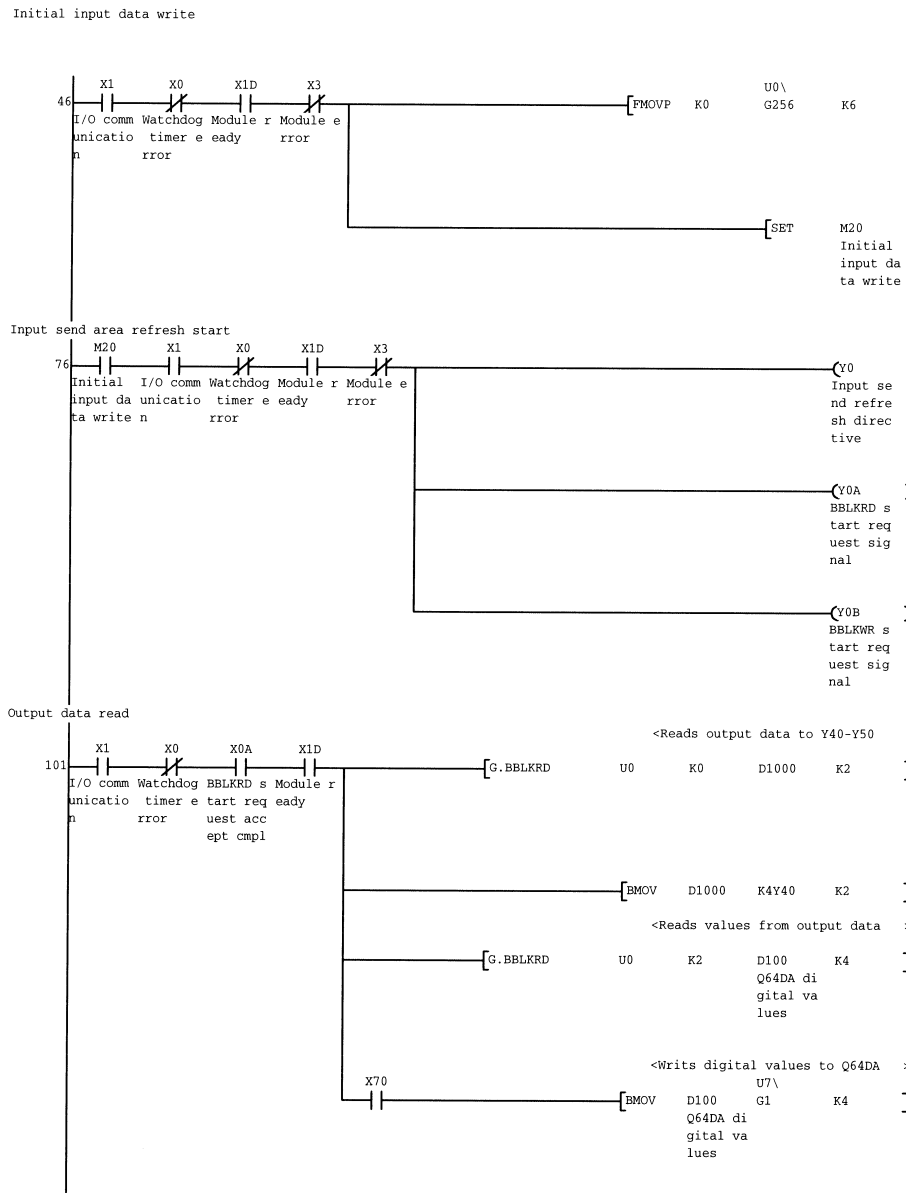 Initial input data write
X1 X0 X1D X3 U0\
46 FMOVP K0 G256 K6
I/O comm Watchdog Module r Module e
unicatio timer e eady rror
n rror
SET M20
Initial
input da
ta write
Input send area refresh start
M20 X1 X0 X1D X3
76 Y0
Initial I/O comm Watchdog Module r Module e Input se
input da unicatio timer e eady rror nd refre
ta write n rror sh direc
tive
Y0A
BBLKRD s
tart req
uest sig
nal
Y0B
BBLKWR s
tart req
uest sig
nal
Output data read
<Reads output data to Y40-Y50
X1 X0 X0A X1D
101 G.BBLKRD U0 K0 D1000 K2
I/O comm Watchdog BBLKRD s Module r
unicatio timer e tart req eady
n rror uest acc
ept cmpl
BMOV D1000 K4Y40 K2
<Reads values from output data >
G.BBLKRD U0 K2 D100 K4
Q64DA di
gital va
lues
<Writs digital values to Q64DA >
X70 U7\
BMOV D100 G1 K4
Q64DA di
gital va
lues